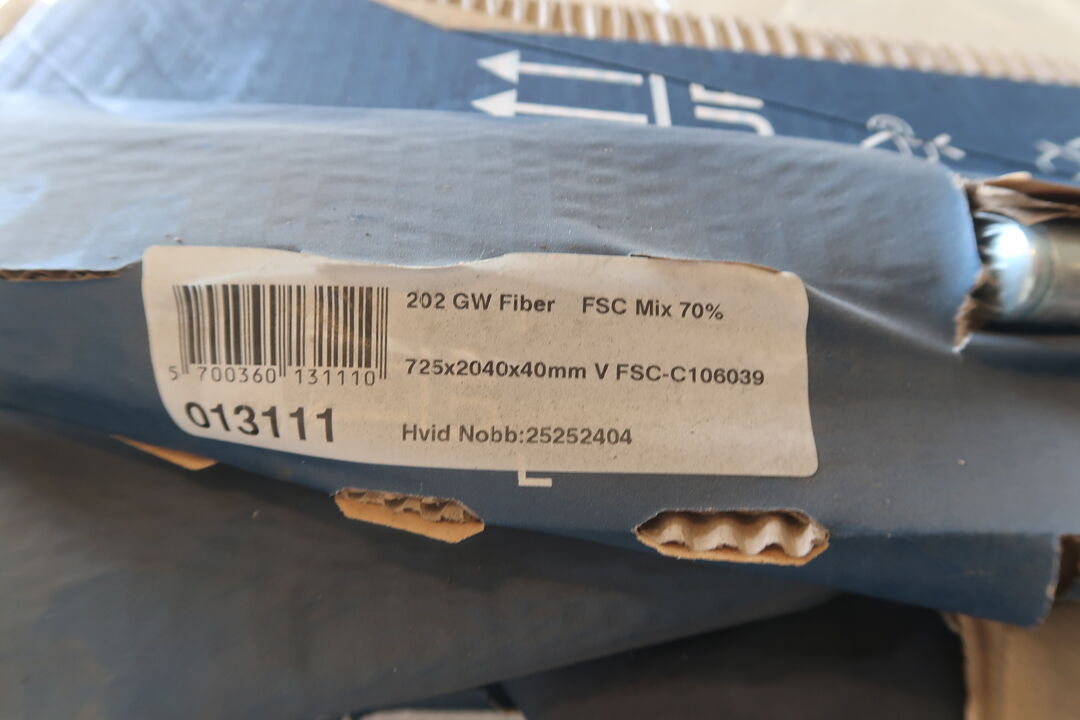 202 GW Fiber FSC Mix 70%
725x2040x40mm V FSC-C106039
5 700360 131110
013111
Hvid Nobb:25252404